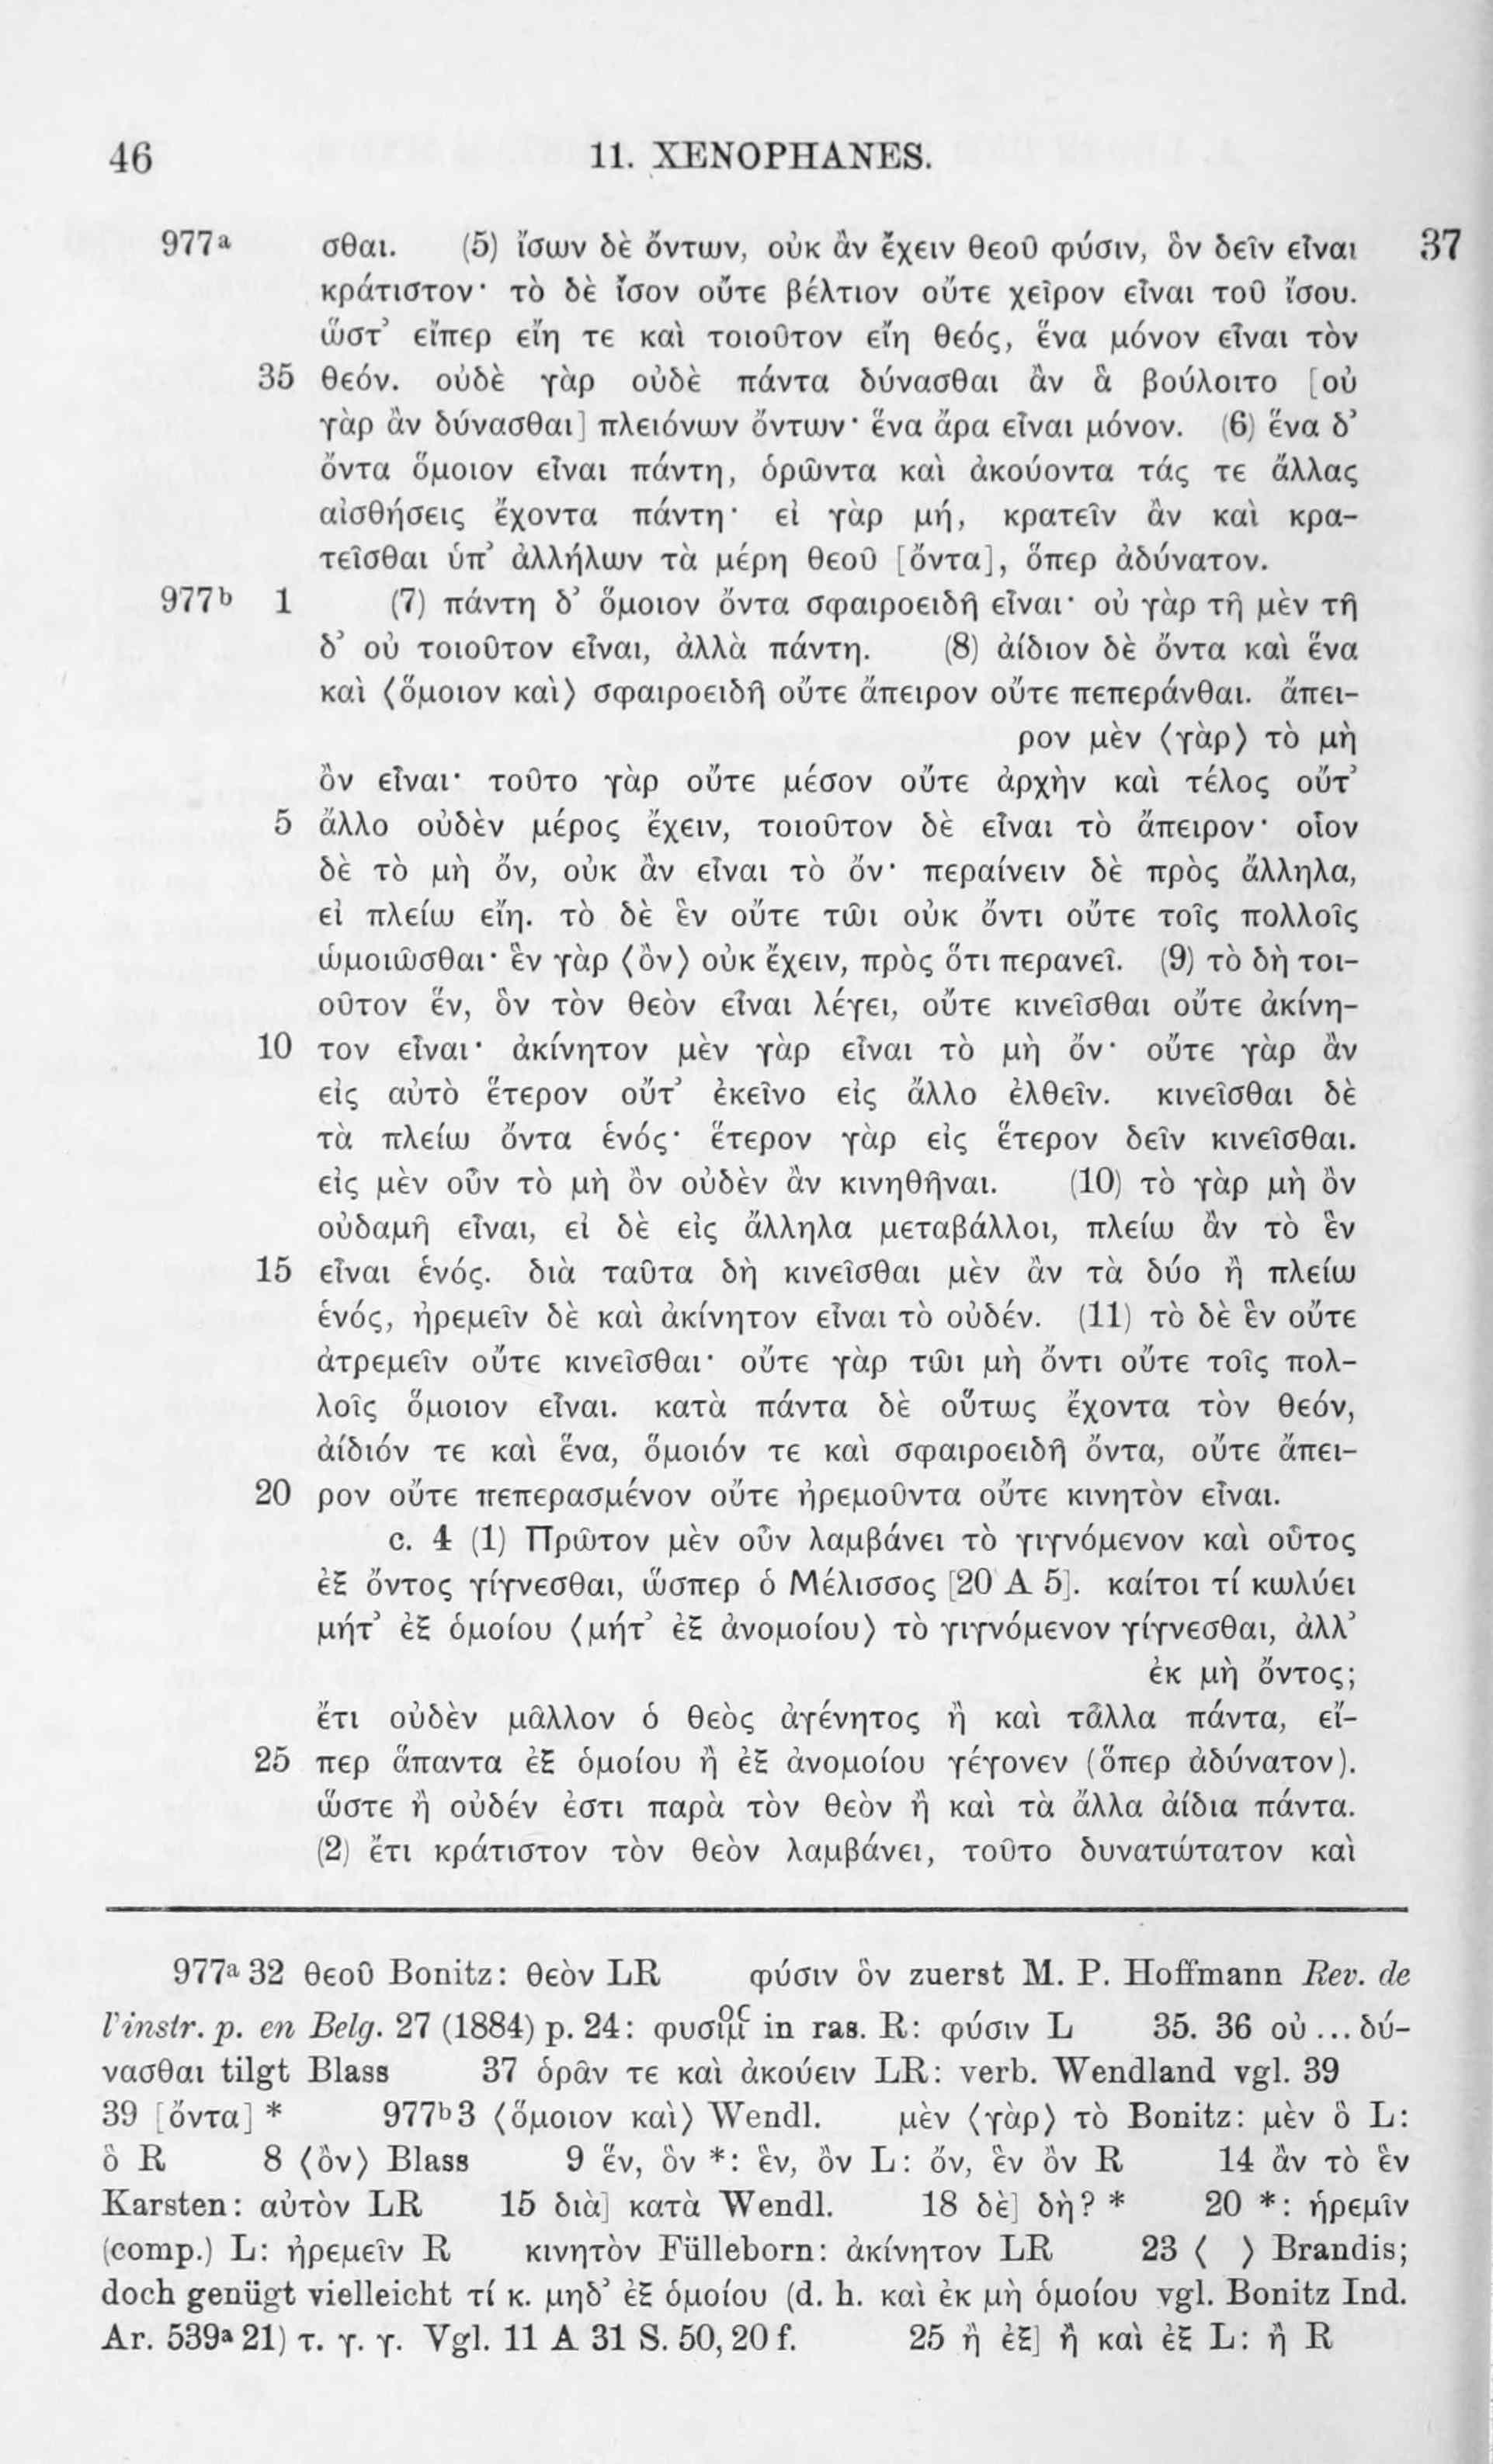 46 11. XENOPHANES.
977a σθαι. (5) ἴσων δὲ ὄντων, οὐκ ἂν ἔχειν θεοῦ φύσιν, ὃν δεῖν εἶναι 37
κράτιστον· τὸ δὲ ἴσον οὔτε βέλτιον οὔτε χεῖρον εἶναι τοῦ ἴσου.
ὥστ’ εἴπερ εἴη τε καὶ τοιοῦτον εἴη θεός, ἕνα μόνον εἶναι τὸν
35 θεόν. οὐδὲ γὰρ οὐδὲ πάντα δύνασθαι ἂν ἃ βούλοιτο [οὐ
γὰρ ἂν δύνασθαι] πλειόνων ὄντων· ἕνα ἄρα εἶναι μόνον. (6) ἕνα δ’
ὄντα ὅμοιον εἶναι πάντη, ὁρῶντα καὶ ἀκούοντα τάς τε ἄλλας
αἰσθήσεις ἔχοντα πάντη· εἰ γὰρ μή, κρατεῖν ἂν καὶ κρα-
τεῖσθαι ὑπ’ ἀλλήλων τὰ μέρη θεοῦ [ὄντα], ὅπερ ἀδύνατον.
977b 1 (7) πάντη δ’ ὅμοιον ὄντα σφαιροειδῆ εἶναι· οὐ γὰρ τῆ μὲν τῆ
δ’ οὐ τοιοῦτον εἶναι, ἀλλὰ πάντη. (8) ἀίδιον δὲ ὄντα καὶ ἕνα
καὶ ⟨ὅμοιον καὶ⟩ σφαιροειδῆ οὔτε ἄπειρον οὔτε πεπεράνθαι. ἄπει-
ρον μὲν ⟨γὰρ⟩ τὸ μὴ
ὂν εἶναι· τοῦτο γὰρ οὔτε μέσον οὔτε ἀρχὴν καὶ τέλος οὔτ’
5 ἄλλο οὐδὲν μέρος ἔχειν, τοιοῦτον δὲ εἶναι τὸ ἄπειρον· οἷον
δὲ τὸ μὴ ὄν, οὐκ ἂν εἶναι τὸ ὄν· περαίνειν δὲ πρὸς ἄλληλα,
εἰ πλείω εἴη. τὸ δὲ ἓν οὔτε τῶι οὐκ ὄντι οὔτε τοῖς πολλοῖς
ὡμοιῶσθαι· ἓν γὰρ ⟨ὂν⟩ οὐκ ἔχειν, πρὸς ὅτι περανεῖ. (9) τὸ δὴ τοι-
οῦτον ἕν, ὃν τὸν θεὸν εἶναι λέγει, οὔτε κινεῖσθαι οὔτε ἀκίνη-
10 τον εἶναι· ἀκίνητον μὲν γὰρ εἶναι τὸ μὴ ὄν· οὔτε γὰρ ἂν
εἰς αὐτὸ ἕτερον οὔτ’ ἐκεῖνο εἰς ἄλλο ἐλθεῖν. κινεῖσθαι δὲ
τὰ πλείω ὄντα ἑνός· ἕτερον γὰρ εἰς ἕτερον δεῖν κινεῖσθαι.
εἰς μὲν οὖν τὸ μὴ ὂν οὐδὲν ἂν κινηθῆναι. (10) τὸ γὰρ μὴ ὂν
οὐδαμῆ εἶναι, εἰ δὲ εἰς ἄλληλα μεταβάλλοι, πλείω ἂν τὸ ἓν
15 εἶναι ἑνός. διὰ ταῦτα δὴ κινεῖσθαι μὲν ἂν τὰ δύο ἢ πλείω
ἑνός, ἠρεμεῖν δὲ καὶ ἀκίνητον εἶναι τὸ οὐδέν. (11) τὸ δὲ ἓν οὔτε
ἀτρεμεῖν οὔτε κινεῖσθαι· οὔτε γὰρ τῶι μὴ ὄντι οὔτε τοῖς πολ-
λοῖς ὅμοιον εἶναι. κατὰ πάντα δὲ οὕτως ἔχοντα τὸν θεόν,
ἀίδιόν τε καὶ ἕνα, ὅμοιόν τε καὶ σφαιροειδῆ ὄντα, οὔτε ἄπει-
20 ρον οὔτε πεπερασμένον οὔτε ἠρεμοῦντα οὔτε κινητὸν εἶναι.
c. 4 (1) Πρῶτον μὲν οὖν λαμβάνει τὸ γιγνόμενον καὶ οὗτος
ἐξ ὄντος γίγνεσθαι, ὥσπερ ὁ Μέλισσος [20 A 5]. καίτοι τί κωλύει
μήτ’ ἐξ ὁμοίου ⟨μήτ’ ἐξ ἀνομοίου⟩ τὸ γιγνόμενον γίγνεσθαι, ἀλλ’
ἐκ μὴ ὄντος;
ἔτι οὐδὲν μᾶλλον ὁ θεὸς ἀγένητος ἢ καὶ τἆλλα πάντα, εἴ-
25 περ ἅπαντα ἐξ ὁμοίου ἢ ἐξ ἀνομοίου γέγονεν (ὅπερ ἀδύνατον).
ὥστε ἢ οὐδέν ἐστι παρὰ τὸν θεὸν ἢ καὶ τὰ ἄλλα ἀίδια πάντα.
(2) ἔτι κράτιστον τὸν θεὸν λαμβάνει, τοῦτο δυνατώτατον καὶ
977a 32 θεοῦ Bonitz: θεὸν LR φύσιν ὃν zuerst M. P. Hoffmann Rev. de
l'instr. p. en Belg. 27 (1884) p. 24: in ras. R: φύσιν L 35. 36 οὐ ... δύ-
νασθαι tilgt Blass 37 ὁρᾶν τε καὶ ἀκούειν LR: verb. Wendland vgl. 39
39 [ὄντα] * 977b 3 ⟨ὅμοιον καὶ⟩ Wendl. μὲν ⟨γὰρ⟩ τὸ Bonitz: μὲν ὃ L:
ὃ R 8 ⟨ὂν⟩ Blass 9 ἕν, ὃν *: ἓν, ὂν L: ὄν, ἓν ὂν R 14 ἂν τὸ ἓν
Karsten: αὐτὸν LR 15 διὰ] κατὰ Wendl. 18 δὲ] δὴ? * 20 *: ἠρεμῖν
(comp.) L: ἠρεμεῖν R κινητὸν Fülleborn: ἀκίνητον LR 23 ⟨ ⟩ Brandis;
doch genügt vielleicht τί κ. μηδ’ ἐξ ὁμοίου (d. h. καὶ ἐκ μὴ ὁμοίου vgl. Bonitz Ind.
Ar. 539a 21) τ. γ. γ. Vgl. 11 A 31 S. 50, 20 f. 25 ἢ ἐξ] ἢ καὶ ἐξ L: ἢ R